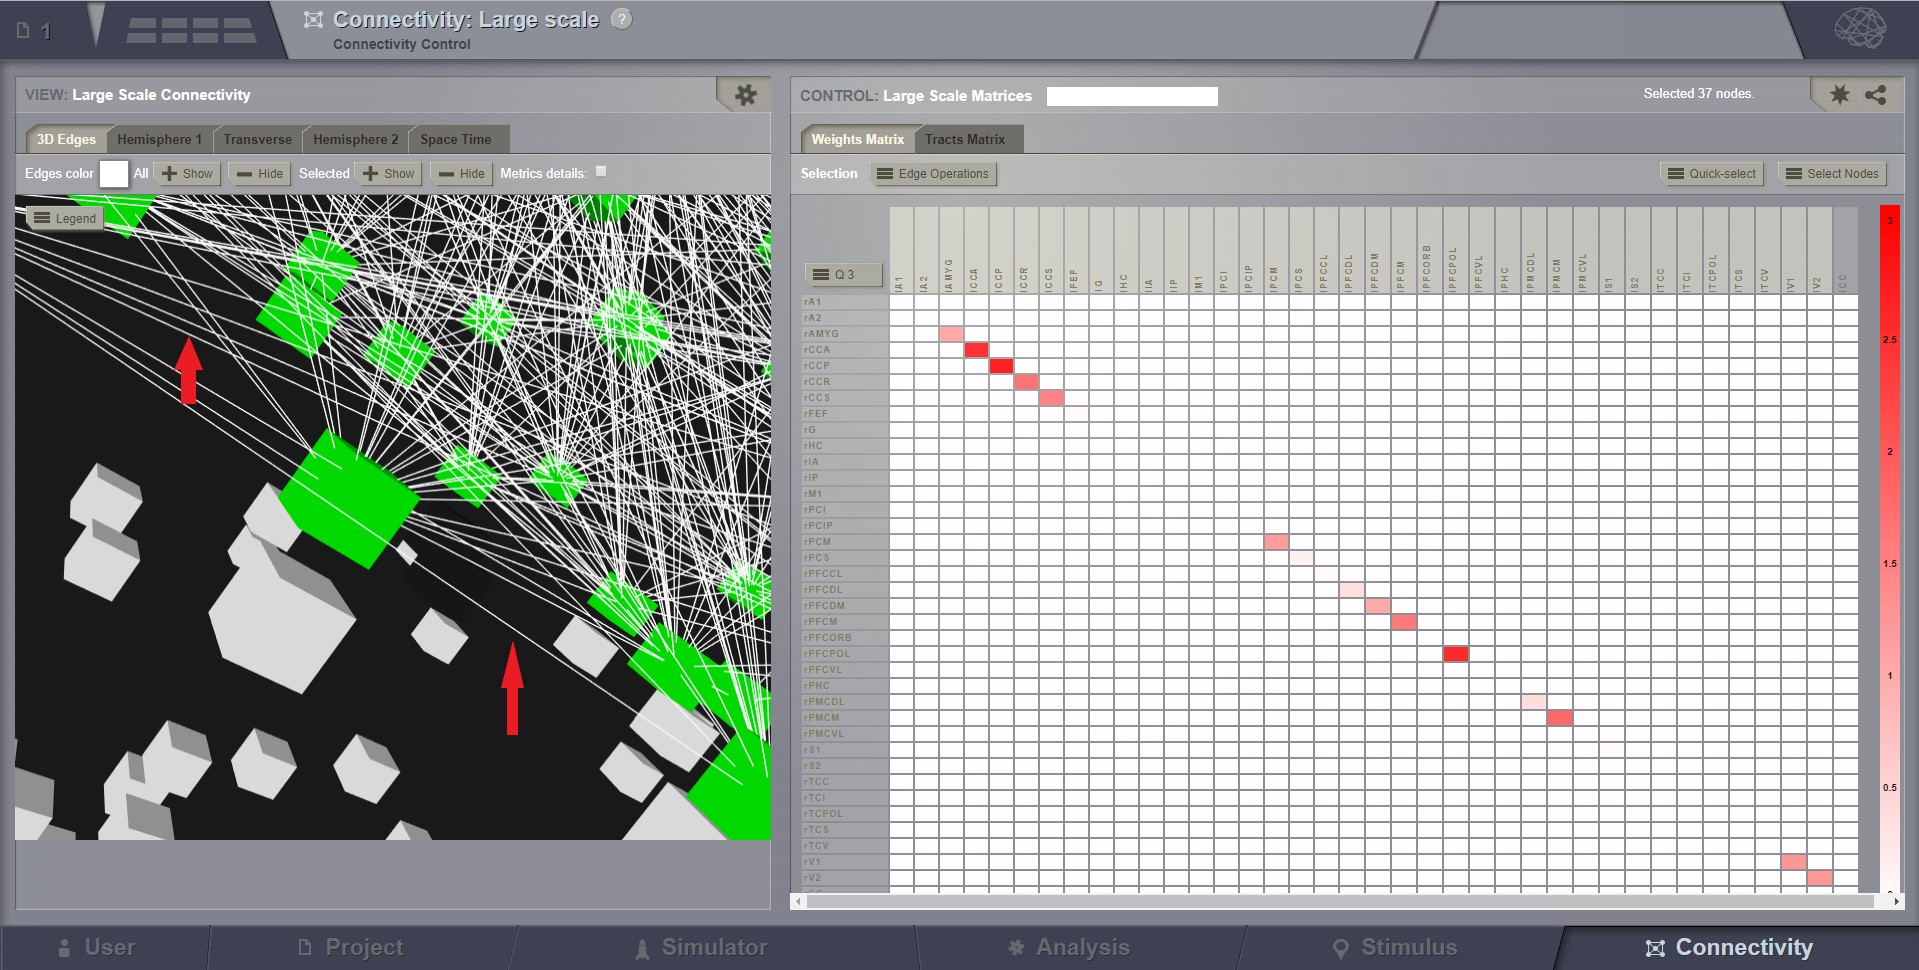 1
Connectivity: Large scale ?
Connectivity Control
VIEW: Large Scale Connectivity
3D Edges Hemisphere 1 Transverse Hemisphere 2 Space Time
Edges color All Show Hide Selected Show Hide Metrics details:
Legend
CONTROL: Large Scale Matrices
Selected 37 nodes.
Weights Matrix Tracts Matrix
Selection Edge Operations Quick-select Select Nodes
Q 3
lA1
lA2
lAMYG
lCCA
lCCP
lCCR
lCCS
lFEF
lG
lHC
lIA
lIP
lM1
lPCI
lPCIP
lPCM
lPCS
lPFCCL
lPFCDL
lPFCDM
lPFCM
lPFCORB
lPFCPOL
lPFCVL
lPHC
lPMCDL
lPMCM
lPMCVL
lS1
lS2
lTCC
lTCI
lTCPOL
lTCS
lTCV
lV1
lV2
rA1
rA2
rAMYG
rCCA
rCCP
rCCR
rCCS
rFEF
rG
rHC
rIA
rIP
rM1
rPCI
rPCIP
rPCM
rPCS
rPFCCL
rPFCDL
rPFCDM
rPFCM
rPFCORB
rPFCPOL
rPFCVL
rPHC
rPMCDL
rPMCM
rPMCVL
rS1
rS2
rTCC
rTCI
rTCPOL
rTCS
rTCV
rV1
rV2
3
2.5
2
1.5
1
0.5
User Project Simulator Analysis Stimulus Connectivity